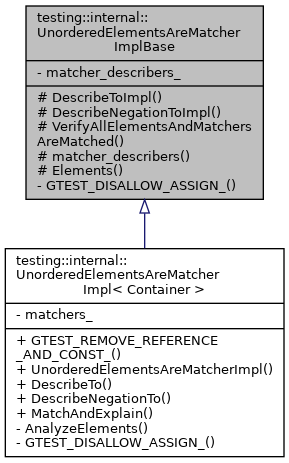 testing::internal::
UnorderedElementsAreMatcher
ImplBase
- matcher_describers_
# DescribeToImpl()
# DescribeNegationToImpl()
# VerifyAllElementsAndMatchers
AreMatched()
# matcher_describers()
# Elements()
- GTEST_DISALLOW_ASSIGN_()
testing::internal::
UnorderedElementsAreMatcher
Impl< Container >
- matchers_
+ GTEST_REMOVE_REFERENCE
_AND_CONST_()
+ UnorderedElementsAreMatcherImpl()
+ DescribeTo()
+ DescribeNegationTo()
+ MatchAndExplain()
- AnalyzeElements()
- GTEST_DISALLOW_ASSIGN_()